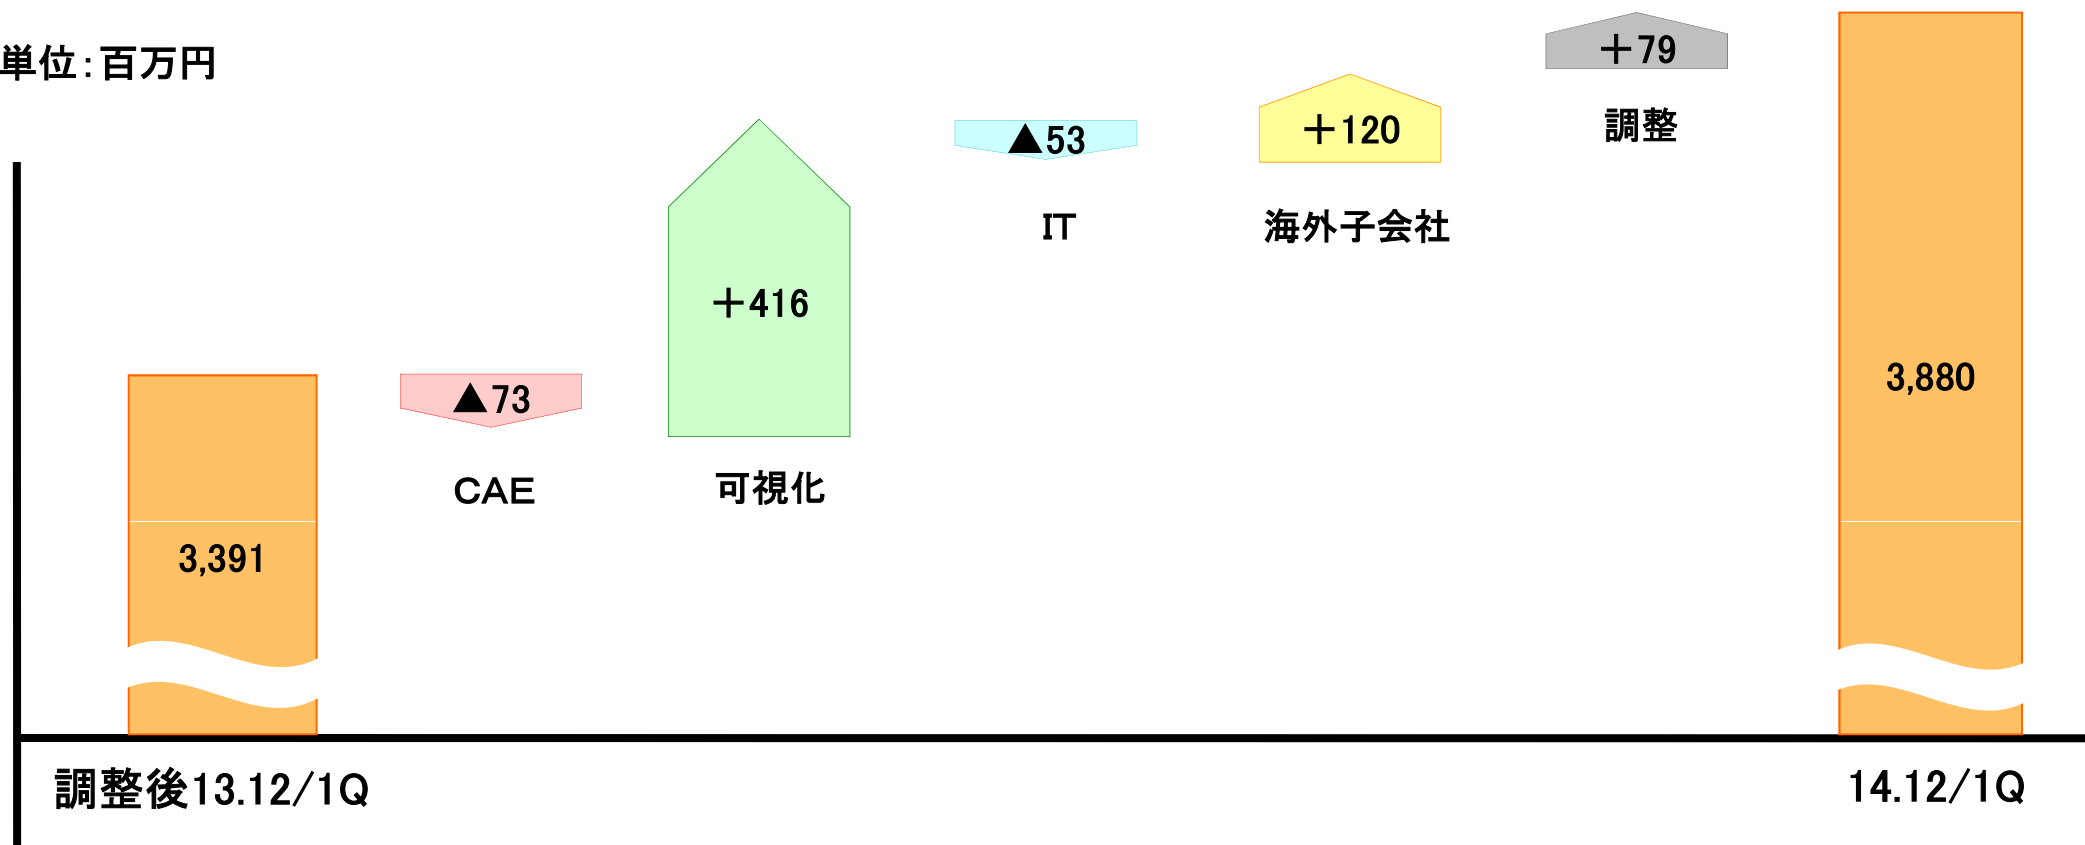 単位：百万円
＋79
調整
＋120
海外子会社
▲53
IT
＋416
可視化
▲73
CAE
3,391
3,880
調整後13.12/1Q
14.12/1Q